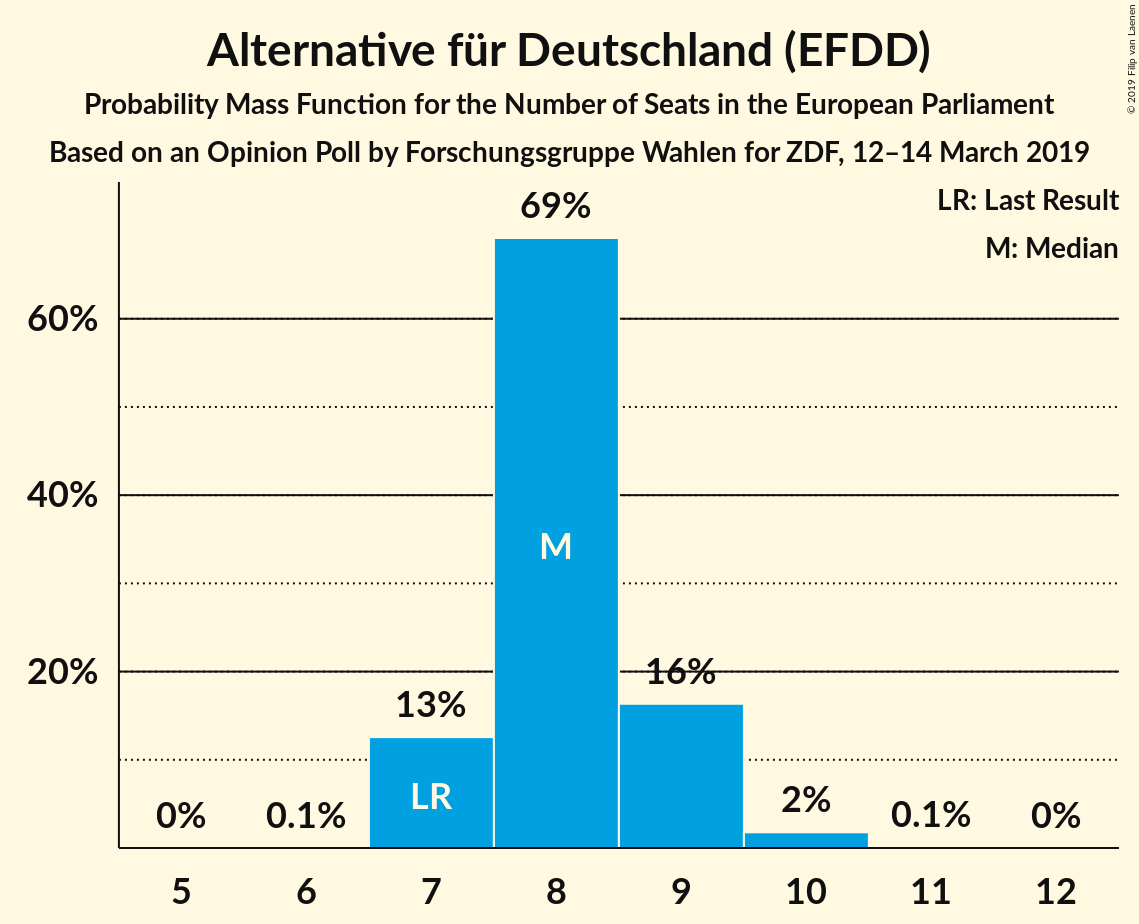 Alternative für Deutschland (EFDD)
Probability Mass Function for the Number of Seats in the European Parliament
Based on an Opinion Poll by Forschungsgruppe Wahlen for ZDF, 12–14 March 2019
© 2019 Filip van Laenen
LR: Last Result
M: Median
69%
60%
40%
M
20%
16%
13%
LR
0%
0.1%
2%
0.1%
0%
5 6 7 8 9 10 11 12